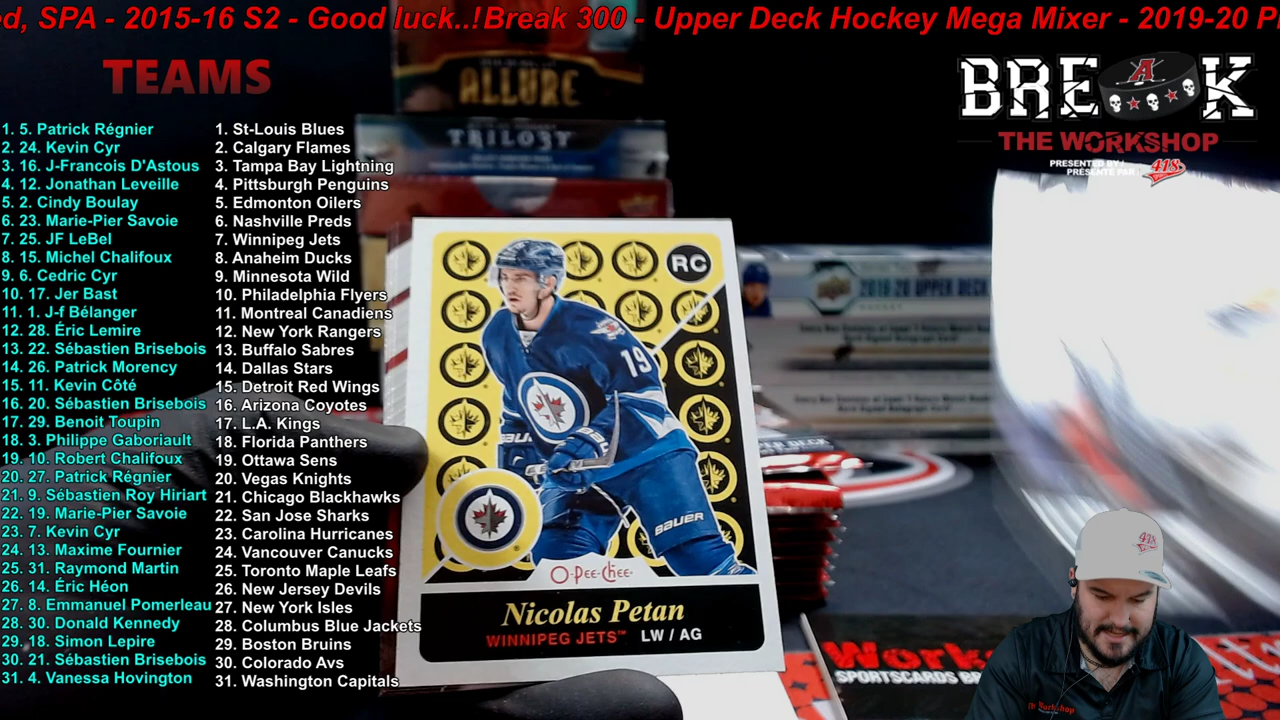 ed, SPA - 2015-16 S2 - Good luck..!Break 300 - Upper Deck Hockey Mega Mixer - 2019-20 P
TEAMS
1. 5. Patrick Régnier
2. 24. Kevin Cyr
3. 16. J-Francois D'Astous
4. 12. Jonathan Leveille
5. 2. Cindy Boulay
6. 23. Marie-Pier Savoie
7. 25. JF LeBel
8. 15. Michel Chalifoux
9. 6. Cedric Cyr
10. 17. Jer Bast
11. 1. J-f Bélanger
12. 28. Éric Lemire
13. 22. Sébastien Brisebois
14. 26. Patrick Morency
15. 11. Kevin Côté
16. 20. Sébastien Brisebois
17. 29. Benoit Toupin
18. 3. Philippe Gaboriault
19. 10. Robert Chalifoux
20. 27. Patrick Régnier
21. 9. Sébastien Roy Hiriart
22. 19. Marie-Pier Savoie
23. 7. Kevin Cyr
24. 13. Maxime Fournier
25. 31. Raymond Martin
26. 14. Éric Héon
27. 8. Emmanuel Pomerleau
28. 30. Donald Kennedy
29. 18. Simon Lepire
30. 21. Sébastien Brisebois
31. 4. Vanessa Hovington
1. St-Louis Blues
2. Calgary Flames
3. Tampa Bay Lightning
4. Pittsburgh Penguins
5. Edmonton Oilers
6. Nashville Preds
7. Winnipeg Jets
8. Anaheim Ducks
9. Minnesota Wild
10. Philadelphia Flyers
11. Montreal Canadiens
12. New York Rangers
13. Buffalo Sabres
14. Dallas Stars
15. Detroit Red Wings
16. Arizona Coyotes
17. L.A. Kings
18. Florida Panthers
19. Ottawa Sens
20. Vegas Knights
21. Chicago Blackhawks
22. San Jose Sharks
23. Carolina Hurricanes
24. Vancouver Canucks
25. Toronto Maple Leafs
26. New Jersey Devils
27. New York Isles
28. Columbus Blue Jackets
29. Boston Bruins
30. Colorado Avs
31. Washington Capitals
ALLURE
TRILOGY
BREAK
THE WORKSHOP
PRESENTED BY /
PRÉSENTÉ PAR
418
RC
19
BAUER
O-Pee-Chee
Nicolas Petan
WINNIPEG JETS™ LW / AG
2019-20 UPPER DECK
SPORTSCARDS
418
The Workshop